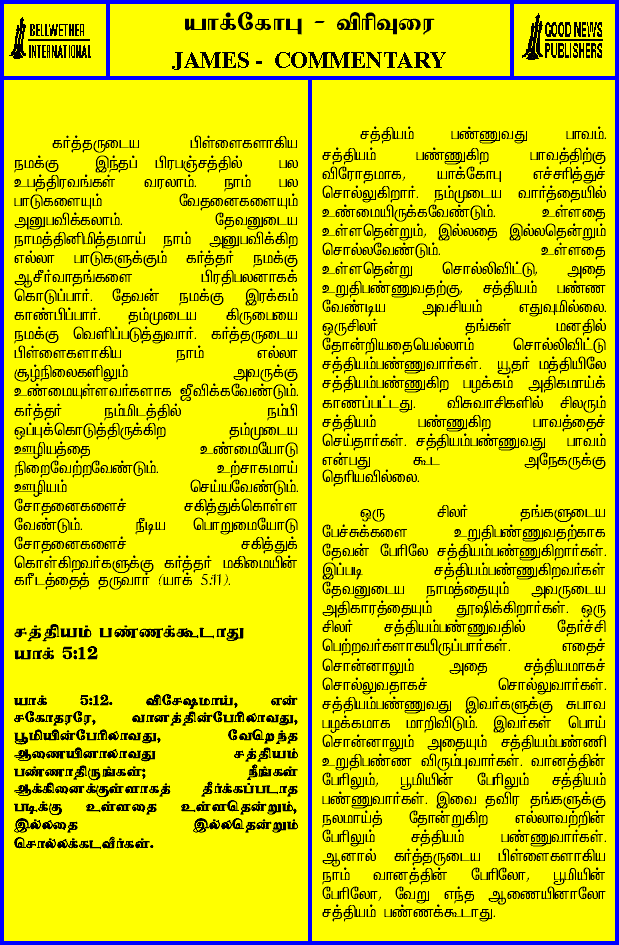 BELLWETHER
INTERNATIONAL
யாக்கோபு - விரிவுரை
JAMES - COMMENTARY
GOOD NEWS
PUBLISHERS
கர்த்தருடைய பிள்ளைகளாகிய
நமக்கு இந்தப் பிரபஞ்சத்தில் பல
உபத்திரவங்கள் வரலாம். நாம் பல
பாடுகளையும் வேதனைகளையும்
அனுபவிக்கலாம். தேவனுடைய
நாமத்தினிமித்தமாய் நாம் அனுபவிக்கிற
எல்லா பாடுகளுக்கும் கர்த்தர் நமக்கு
ஆசீர்வாதங்களை பிரதிபலனாகக்
கொடுப்பார். தேவன் நமக்கு இரக்கம்
காண்பிப்பார். தம்முடைய கிருபையை
நமக்கு வெளிப்படுத்துவார். கர்த்தருடைய
பிள்ளைகளாகிய நாம் எல்லா
சூழ்நிலைகளிலும் அவருக்கு
உண்மையுள்ளவர்களாக ஜீவிக்கவேண்டும்.
கர்த்தர் நம்மிடத்தில் நம்பி
ஒப்புக்கொடுத்திருக்கிற தம்முடைய
ஊழியத்தை உண்மையோடு
நிறைவேற்றவேண்டும். உற்சாகமாய்
ஊழியம் செய்யவேண்டும்.
சோதனைகளைச் சகித்துக்கொள்ள
வேண்டும். நீடிய பொறுமையோடு
சோதனைகளைச் சகித்துக்
கொள்கிறவர்களுக்கு கர்த்தர் மகிமையின்
கரீடத்தைத் தருவார் (யாக் 5:11).
சத்தியம் பண்ணக்கூடாது
யாக் 5:12
யாக் 5:12. விசேஷமாய், என்
சகோதரரே, வானத்தின்பேரிலாவது,
பூமியின்பேரிலாவது, வேறெந்த
ஆணையினாலாவது சத்தியம்
பண்ணாதிருங்கள்; நீங்கள்
ஆக்கினைக்குள்ளாகத் தீர்க்கப்படாத
படிக்கு உள்ளதை உள்ளதென்றும்,
இல்லதை இல்லதென்றும்
சொல்லக்கடவீர்கள்.
சத்தியம் பண்ணுவது பாவம்.
சத்தியம் பண்ணுகிற பாவத்திற்கு
விரோதமாக, யாக்கோபு எச்சரித்துச்
சொல்லுகிறார். நம்முடைய வார்த்தையில்
உண்மையிருக்கவேண்டும். உள்ளதை
உள்ளதென்றும், இல்லதை இல்லதென்றும்
சொல்லவேண்டும். உள்ளதை
உள்ளதென்று சொல்லிவிட்டு, அதை
உறுதிபண்ணுவதற்கு, சத்தியம் பண்ண
வேண்டிய அவசியம் எதுவுமில்லை.
ஒருசிலர் தங்கள் மனதில்
தோன்றியதையெல்லாம் சொல்லிவிட்டு
சத்தியம்பண்ணுவார்கள். யூதர் மத்தியிலே
சத்தியம்பண்ணுகிற பழக்கம் அதிகமாய்க்
காணப்பட்டது. விசுவாசிகளில் சிலரும்
சத்தியம் பண்ணுகிற பாவத்தைச்
செய்தார்கள். சத்தியம்பண்ணுவது பாவம்
என்பது கூட அநேகருக்கு
தெரியவில்லை.
ஒரு சிலர் தங்களுடைய
பேச்சுக்களை உறுதிபண்ணுவதற்காக
தேவன் பேரிலே சத்தியம்பண்ணுகிறார்கள்.
இப்படி சத்தியம்பண்ணுகிறவர்கள்
தேவனுடைய நாமத்தையும் அவருடைய
அதிகாரத்தையும் தூஷிக்கிறார்கள். ஒரு
சிலர் சத்தியம்பண்ணுவதில் தேர்ச்சி
பெற்றவர்களாகயிருப்பார்கள். எதைச்
சொன்னாலும் அதை சத்தியமாகச்
சொல்லுவதாகச் சொல்லுவார்கள்.
சத்தியம்பண்ணுவது இவர்களுக்கு சுபாவ
பழக்கமாக மாறிவிடும். இவர்கள் பொய்
சொன்னாலும் அதையும் சத்தியம்பண்ணி
உறுதிபண்ண விரும்புவார்கள். வானத்தின்
பேரிலும், பூமியின் பேரிலும் சத்தியம்
பண்ணுவார்கள். இவை தவிர தங்களுக்கு
நலமாய்த் தோன்றுகிற எல்லாவற்றின்
பேரிலும் சத்தியம் பண்ணுவார்கள்.
ஆனால் கர்த்தருடைய பிள்ளைகளாகிய
நாம் வானத்தின் பேரிலோ, பூமியின்
பேரிலோ, வேறு எந்த ஆணையினாலோ
சத்தியம் பண்ணக்கூடாது.